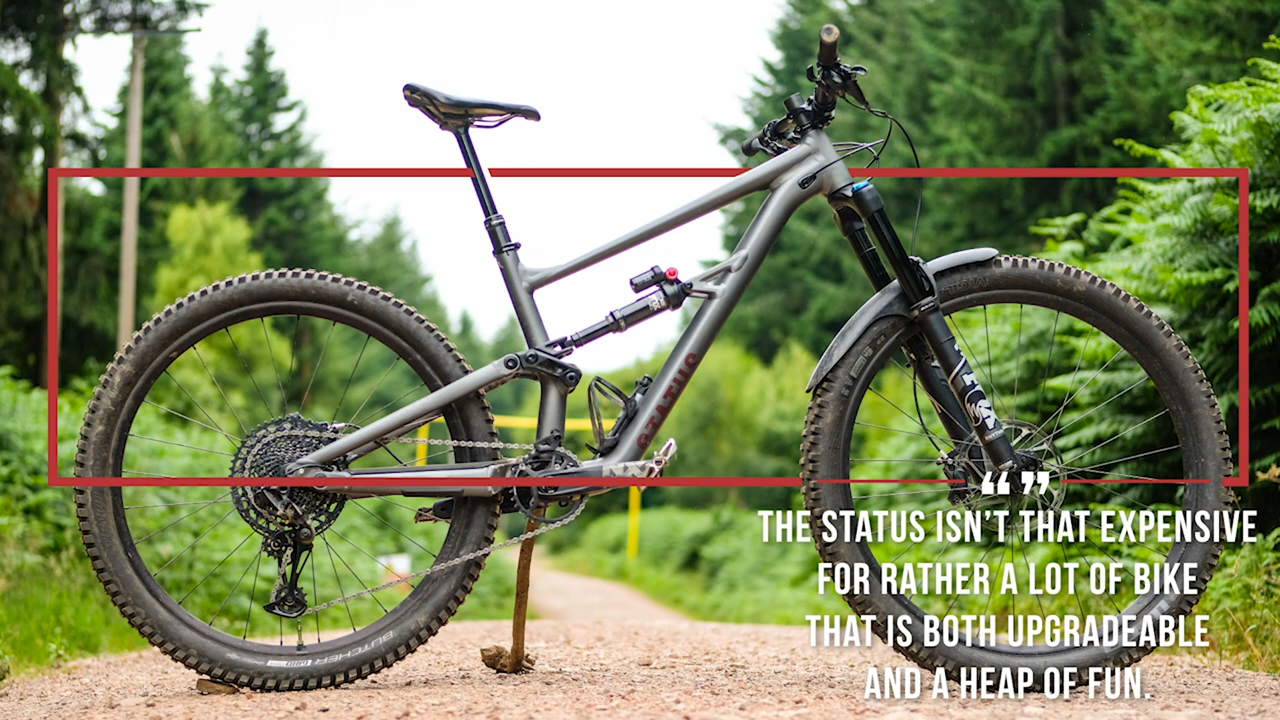 STATUS
BUTCHER
GRID
“”
THE STATUS ISN’T THAT EXPENSIVE
FOR RATHER A LOT OF BIKE
THAT IS BOTH UPGRADEABLE
AND A HEAP OF FUN.